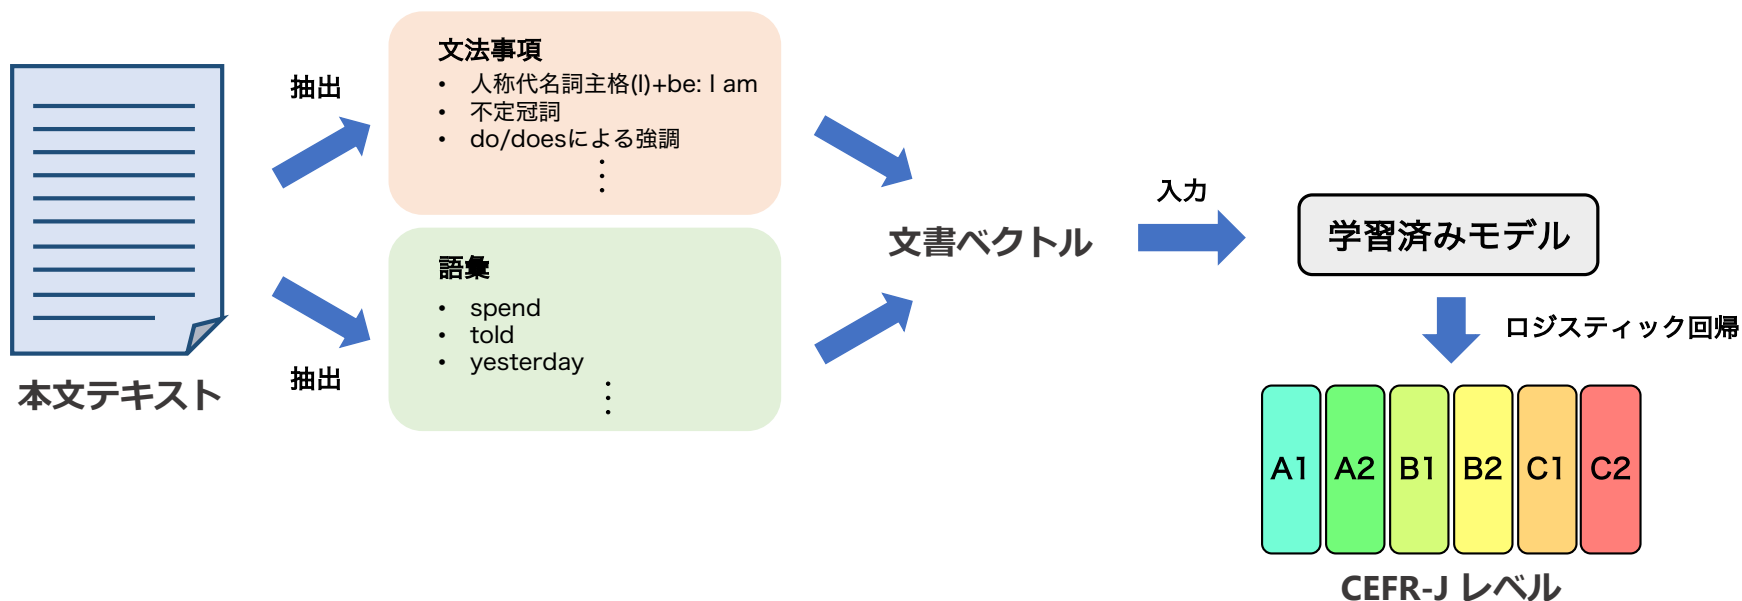 本文テキスト
抽出
抽出
文法事項
• 人称代名詞主格(I)+be: I am
• 不定冠詞
• do/doesによる強調
⋮
語彙
• spend
• told
• yesterday
⋮
文書ベクトル
入力
学習済みモデル
ロジスティック回帰
A1 A2 B1 B2 C1 C2
CEFR-J レベル